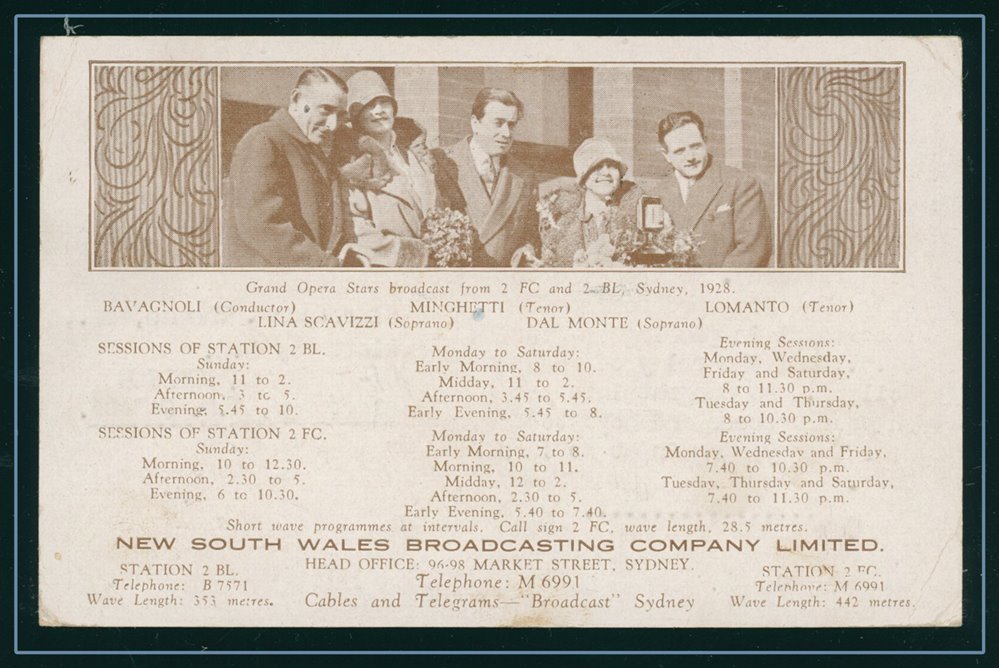 Grand Opera Stars broadcast from 2 FC and 2 BL, Sydney, 1928.
BAVAGNOLI (Conductor) MINGHETTI (Tenor) LOMANTO (Tenor)
LINA SCAVIZZI (Soprano) DAL MONTE (Soprano)
SESSIONS OF STATION 2 BL.
Sunday:
Morning, 11 to 2.
Afternoon, 3 to 5.
Evening, 5.45 to 10.
Monday to Saturday:
Early Morning, 8 to 10.
Midday, 11 to 2.
Afternoon, 3.45 to 5.45.
Early Evening, 5.45 to 8.
Evening Sessions:
Monday, Wednesday,
Friday and Saturday,
8 to 11.30 p.m.
Tuesday and Thursday,
8 to 10.30 p.m.
SESSIONS OF STATION 2 FC.
Sunday:
Morning, 10 to 12.30.
Afternoon, 2.30 to 5.
Evening, 6 to 10.30.
Monday to Saturday:
Early Morning, 7 to 8.
Morning, 10 to 11.
Midday, 12 to 2.
Afternoon, 2.30 to 5.
Early Evening, 5.40 to 7.40.
Evening Sessions:
Monday, Wednesday and Friday,
7.40 to 10.30 p.m.
Tuesday, Thursday and Saturday,
7.40 to 11.30 p.m.
Short wave programmes at intervals. Call sign 2 FC, wave length, 28.5 metres.
NEW SOUTH WALES BROADCASTING COMPANY LIMITED.
HEAD OFFICE: 96-98 MARKET STREET, SYDNEY.
Telephone: M 6991
Cables and Telegrams—"Broadcast" Sydney
STATION 2 BL.
Telephone: B 7571
Wave Length: 353 metres.
STATION 2 FC.
Telephone: M 6991
Wave Length: 442 metres.